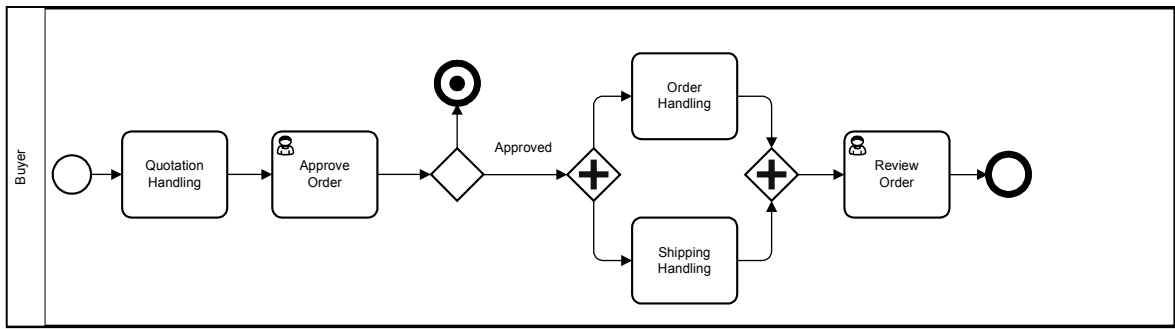 Buyer
Quotation
Handling
Approve
Order
Approved
Order
Handling
Shipping
Handling
Review
Order